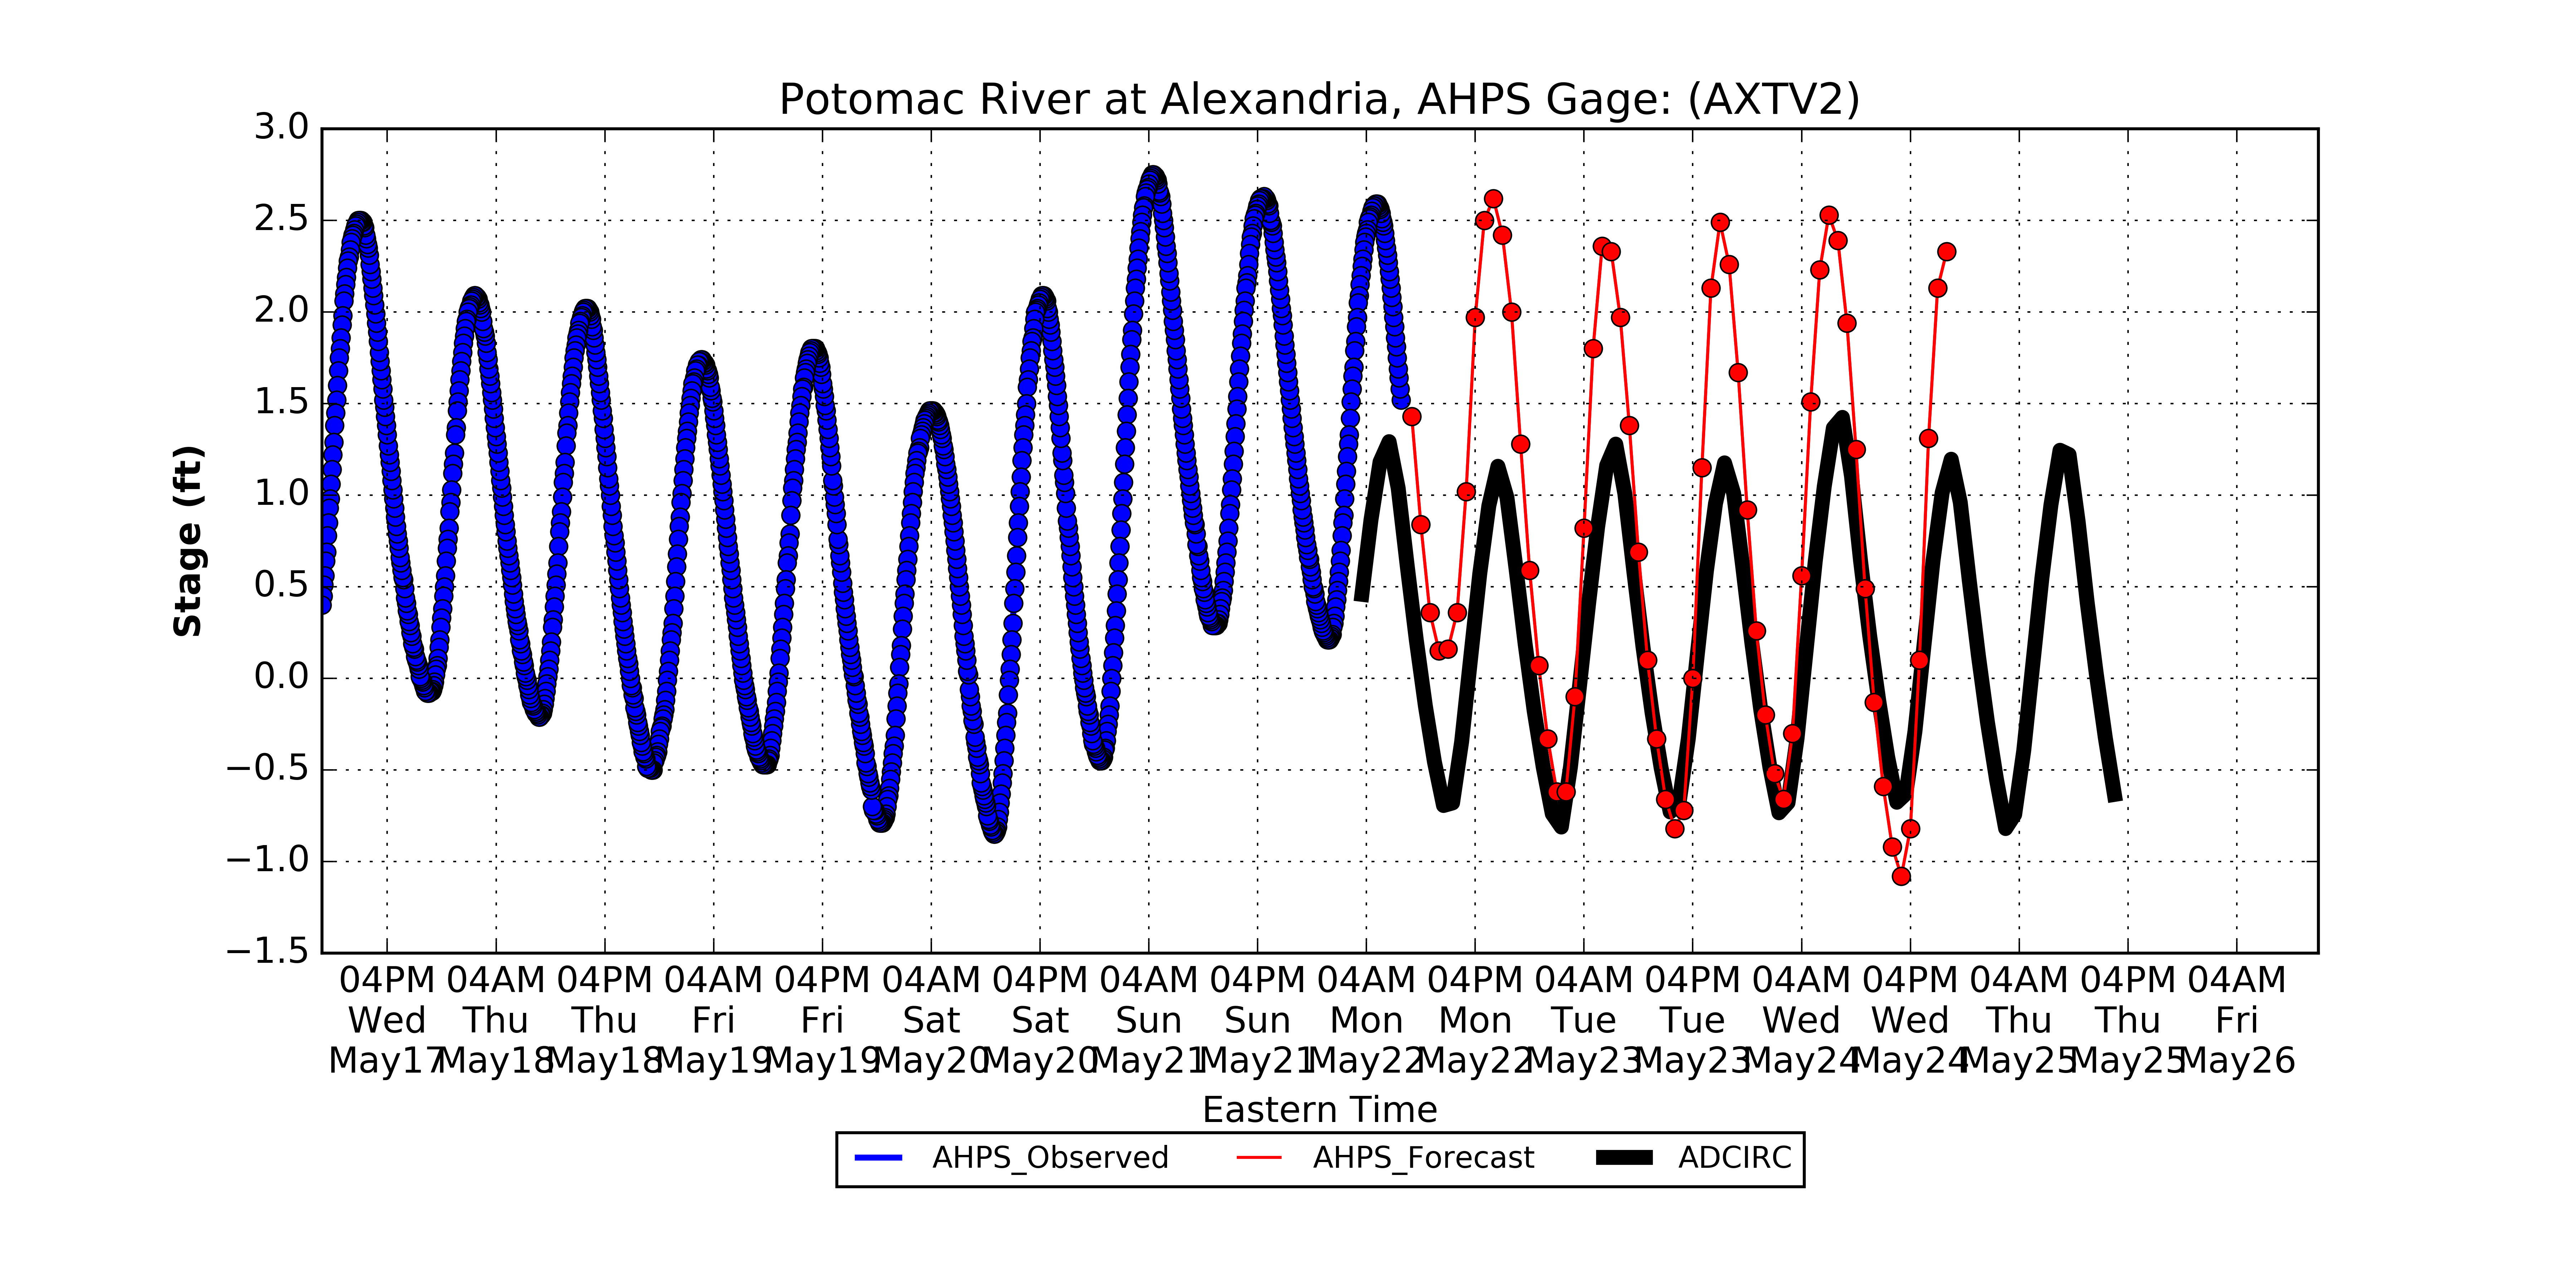 Potomac River at Alexandria, AHPS Gage: (AXTV2)
3.0
2.5
2.0
1.5
1.0
0.5
0.0
−0.5
−1.0
−1.5
Stage (ft)
04PM 04AM 04PM 04AM 04PM 04AM 04PM 04AM 04PM 04AM 04PM 04AM 04PM 04AM 04PM 04AM 04PM 04AM
Wed Thu Thu Fri Fri Sat Sat Sun Sun Mon Mon Tue Tue Wed Wed Thu Thu Fri
May17 May18 May18 May19 May19 May20 May20 May21 May21 May22 May22 May23 May23 May24 May24 May25 May25 May26
Eastern Time
AHPS_Observed AHPS_Forecast ADCIRC